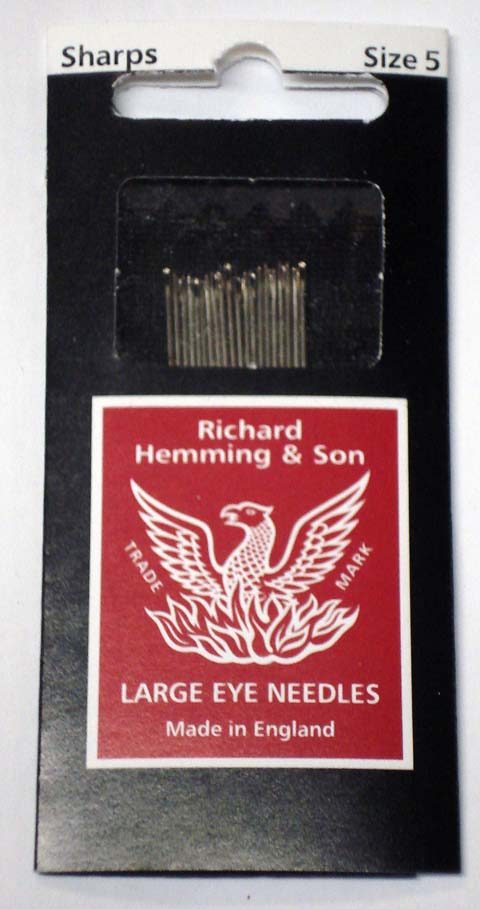 Sharps Size 5
Richard
Hemming & Son
TRADE MARK
LARGE EYE NEEDLES
Made in England